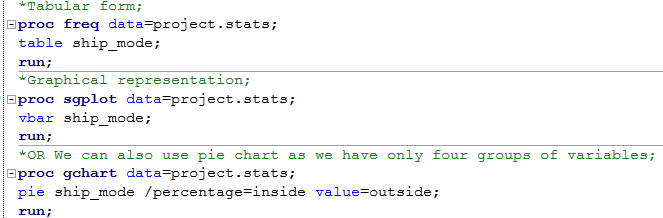 *Tabular form;
proc freq data=project.stats;
table ship_mode;
run;
*Graphical representation;
proc sgplot data=project.stats;
vbar ship_mode;
run;
*OR We can also use pie chart as we have only four groups of variables;
proc gchart data=project.stats;
pie ship_mode /percentage=inside value=outside;
run;